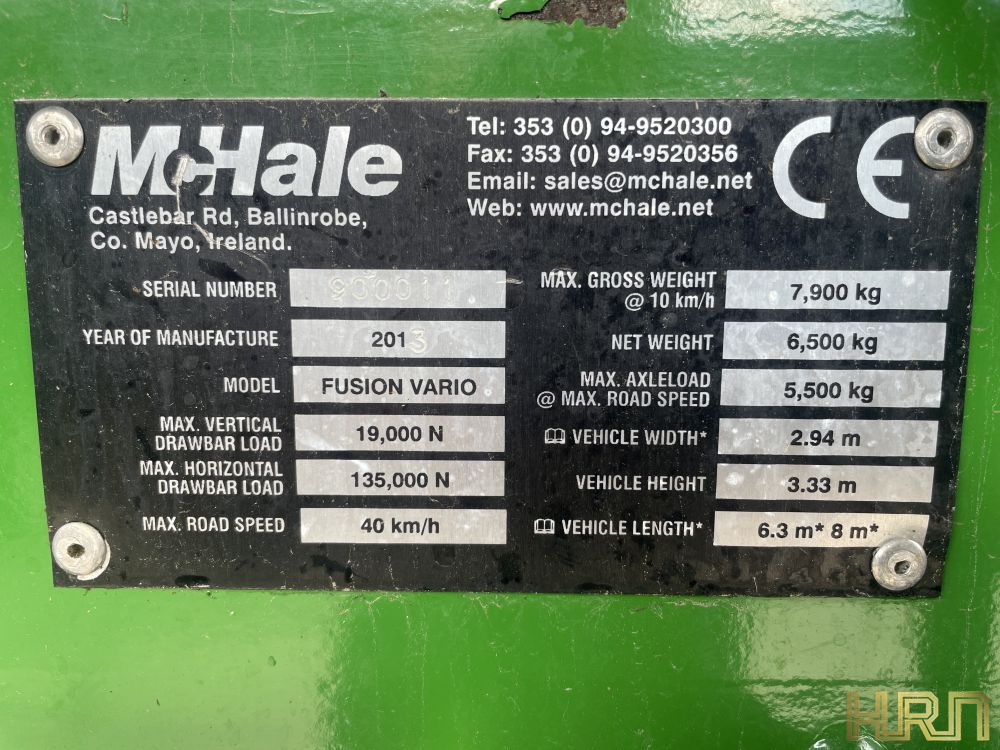 McHale
Castlebar Rd, Ballinrobe,
Co. Mayo, Ireland.
Tel: 353 (0) 94-9520300
Fax: 353 (0) 94-9520356
Email: sales@mchale.net
Web: www.mchale.net
CE
SERIAL NUMBER 900011
YEAR OF MANUFACTURE 2013
MODEL FUSION VARIO
MAX. VERTICAL
DRAWBAR LOAD 19,000 N
MAX. HORIZONTAL
DRAWBAR LOAD 135,000 N
MAX. ROAD SPEED 40 km/h
MAX. GROSS WEIGHT
@ 10 km/h 7,900 kg
NET WEIGHT 6,500 kg
MAX. AXLELOAD
@ MAX. ROAD SPEED 5,500 kg
VEHICLE WIDTH* 2.94 m
VEHICLE HEIGHT 3.33 m
VEHICLE LENGTH* 6.3 m* 8 m*
HRN